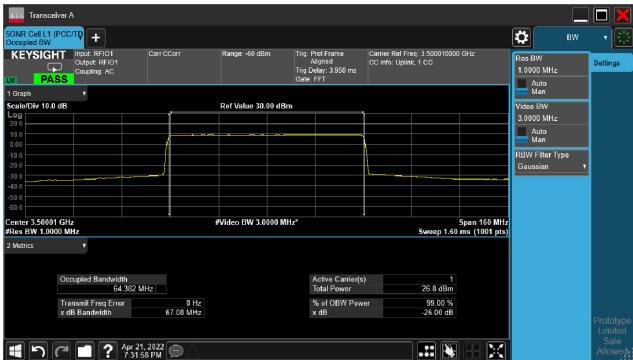 Transceiver A
5GNR Cell L1 (PCC/TD
Occupied BW
BW
KEYSIGHT
Input: RFIO1
Output: RFIO1
Coupling: AC
Corr CCorr
Range: -60 dBm
Trig: Prot Frame
Aligned
Trig Delay: 3.950 ms
Gate: FFT
Carrier Ref Freq: 3.500010000 GHz
CC Info: Uplink, 1 CC
PASS
Res BW
1.0000 MHz
Auto
Man
Settings
Video BW
3.0000 MHz
Auto
Man
RBW Filter Type
Gaussian
1 Graph
Scale/Div 10.0 dB
Ref Value 30.00 dBm
Log
20.0
10.0
0.00
-10.0
-20.0
-30.0
-40.0
-50.0
-60.0
Center 3.50001 GHz
#Video BW 3.0000 MHz*
Span 160 MHz
#Res BW 1.0000 MHz
Sweep 1.60 ms (1001 pts)
2 Metrics
Occupied Bandwidth
64.382 MHz
Active Carrier(s) 1
Total Power 26.8 dBm
Transmit Freq Error 0 Hz
x dB Bandwidth 67.08 MHz
% of OBW Power 99.00 %
x dB -26.00 dB
Prototype
Limited
Sale
Allowed
Apr 21, 2022
7:31:58 PM